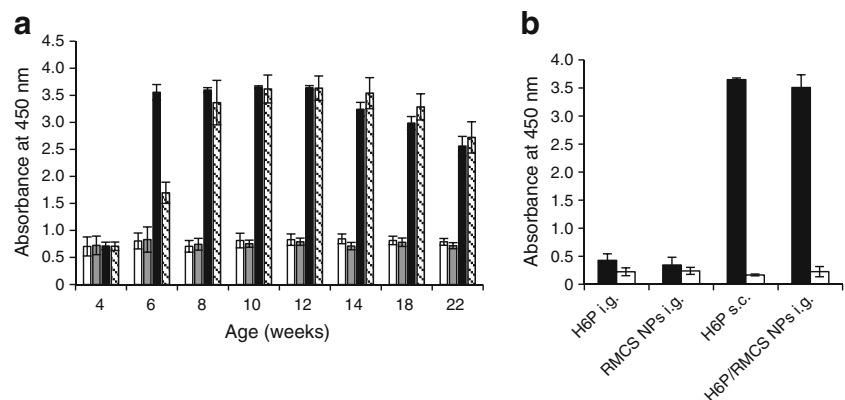 a
Absorbance at 450 nm
4.5
4.0
3.5
3.0
2.5
2.0
1.5
1.0
0.5
0
4 6 8 10 12 14 18 22
Age (weeks)
b
Absorbance at 450 nm
4.0
3.5
3.0
2.5
2.0
1.5
1.0
0.5
0
H6P i.g.
RMCS NPs i.g.
H6P s.c.
H6P/RMCS NPs i.g.